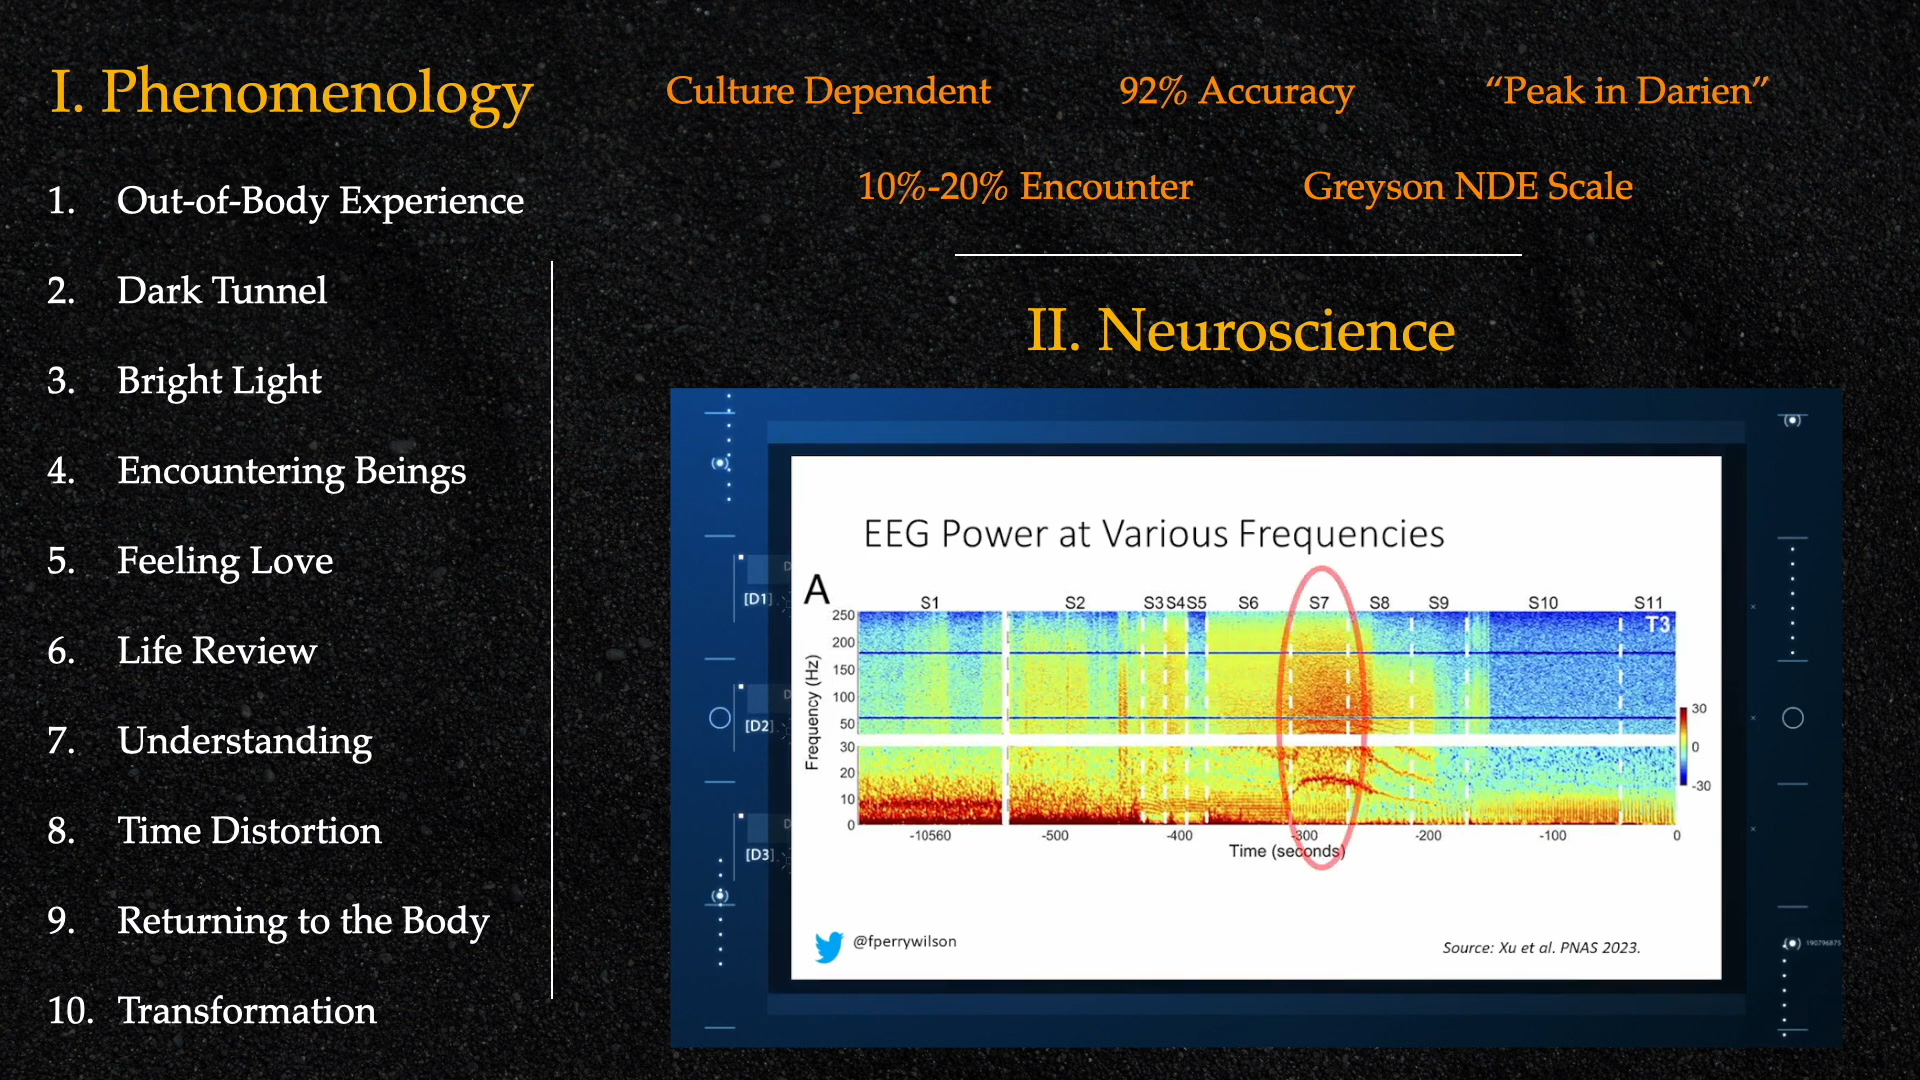 I. Phenomenology
1. Out-of-Body Experience
2. Dark Tunnel
3. Bright Light
4. Encountering Beings
5. Feeling Love
6. Life Review
7. Understanding
8. Time Distortion
9. Returning to the Body
10. Transformation
Culture Dependent 92% Accuracy “Peak in Darien”
10%-20% Encounter Greyson NDE Scale
II. Neuroscience
EEG Power at Various Frequencies
A
S1 S2 S3 S4 S5 S6 S7 S8 S9 S10 S11
T3
250
200
150
100
50
30
20
10
0
Frequency (Hz)
-10560 -500 -400 -300 -200 -100 0
Time (seconds)
30
0
-30
@fperrywilson
Source: Xu et al. PNAS 2023.
[D1]
[D2]
[D3]